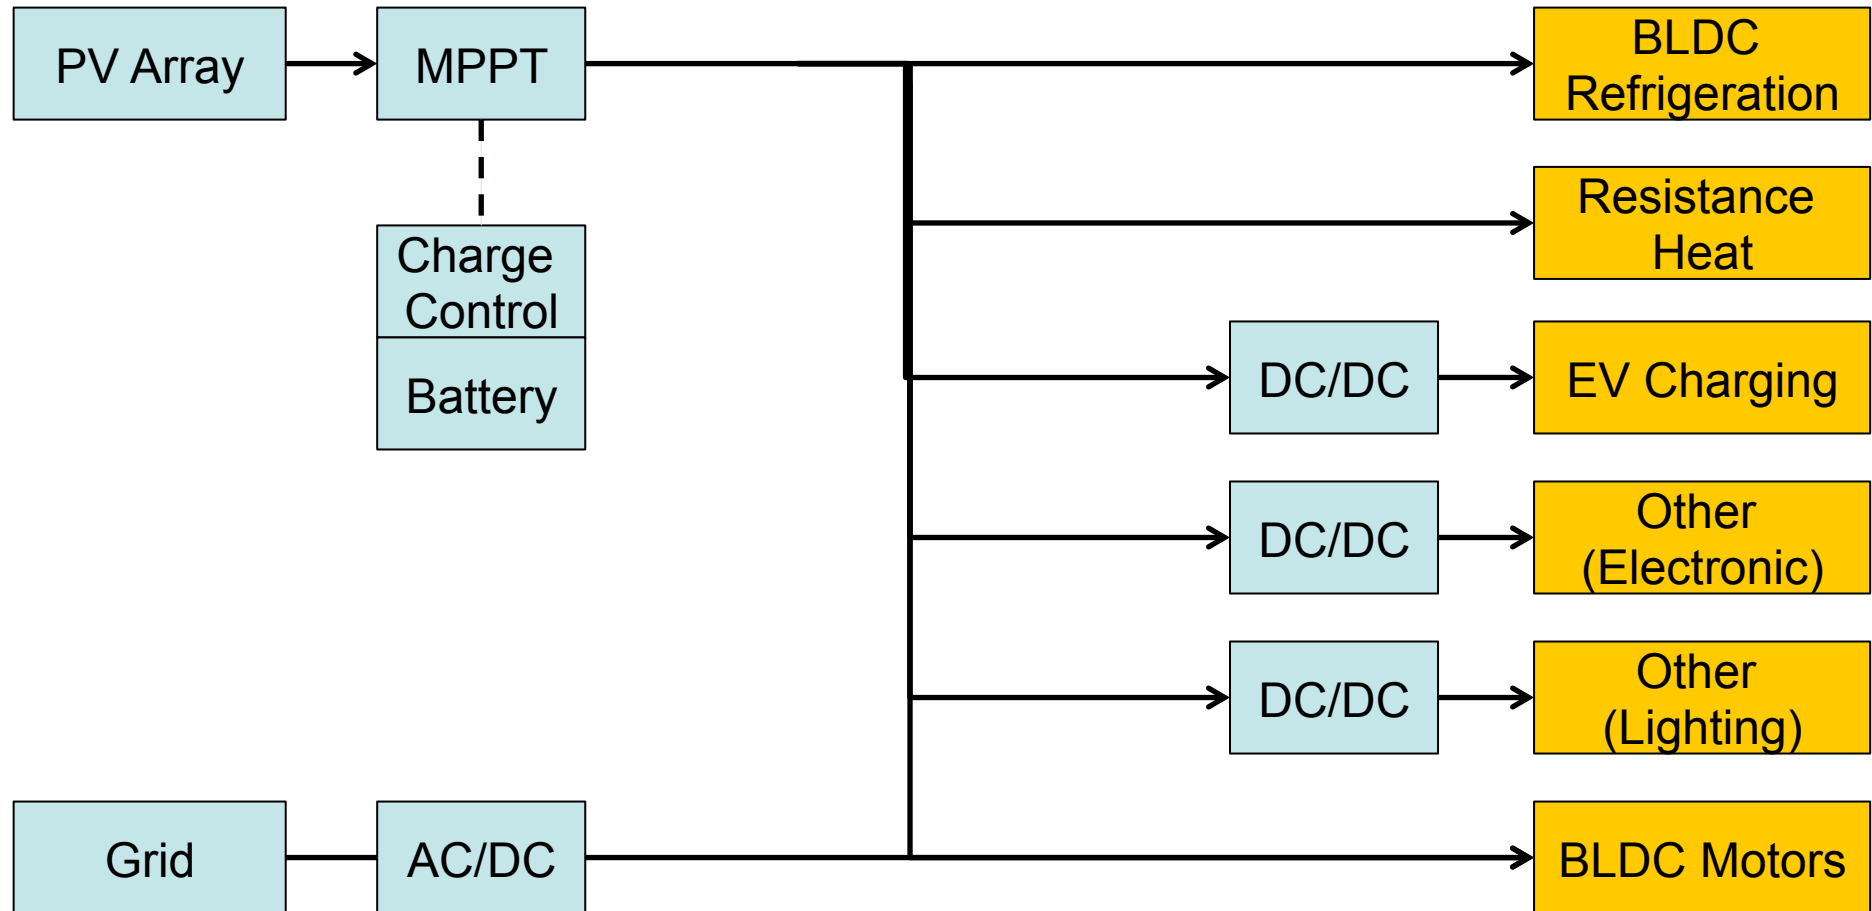 PV Array
MPPT
BLDC
Refrigeration
Charge
Control
Battery
Resistance
Heat
DC/DC
EV Charging
DC/DC
Other
(Electronic)
DC/DC
Other
(Lighting)
Grid
AC/DC
BLDC Motors